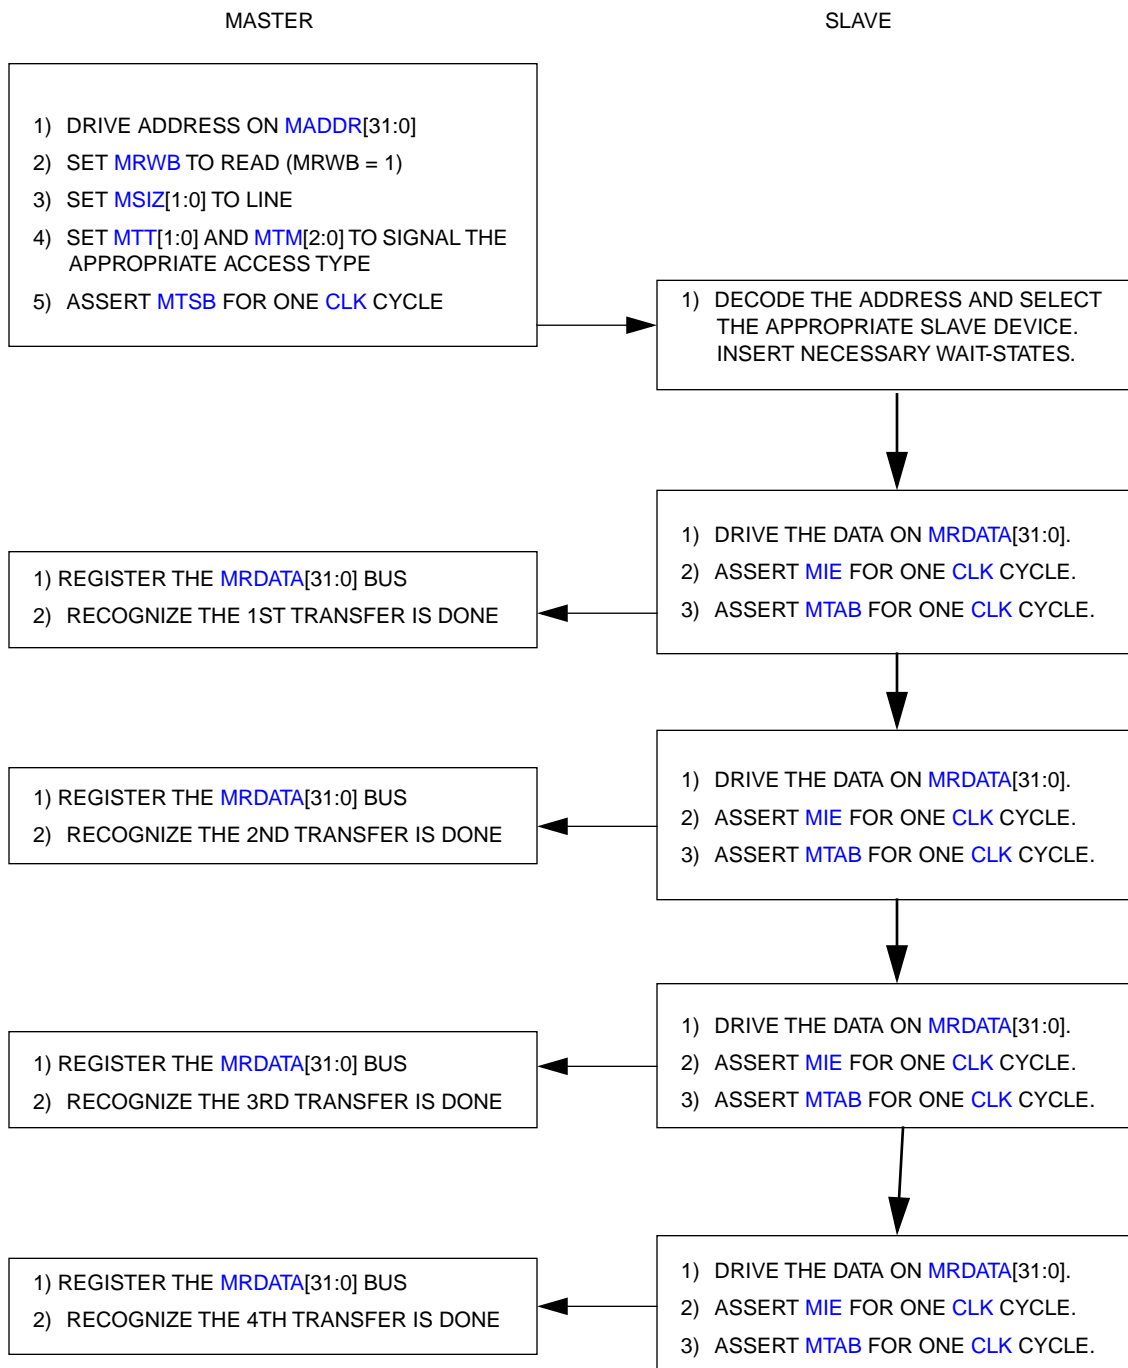 MASTER
SLAVE
1) DRIVE ADDRESS ON MADDR[31:0]
2) SET MRWB TO READ (MRWB = 1)
3) SET MSIZ[1:0] TO LINE
4) SET MTT[1:0] AND MTM[2:0] TO SIGNAL THE
APPROPRIATE ACCESS TYPE
5) ASSERT MTSB FOR ONE CLK CYCLE
1) DECODE THE ADDRESS AND SELECT
THE APPROPRIATE SLAVE DEVICE.
INSERT NECESSARY WAIT-STATES.
1) DRIVE THE DATA ON MRDATA[31:0].
2) ASSERT MIE FOR ONE CLK CYCLE.
3) ASSERT MTAB FOR ONE CLK CYCLE.
1) REGISTER THE MRDATA[31:0] BUS
2) RECOGNIZE THE 1ST TRANSFER IS DONE
1) DRIVE THE DATA ON MRDATA[31:0].
2) ASSERT MIE FOR ONE CLK CYCLE.
3) ASSERT MTAB FOR ONE CLK CYCLE.
1) REGISTER THE MRDATA[31:0] BUS
2) RECOGNIZE THE 2ND TRANSFER IS DONE
1) DRIVE THE DATA ON MRDATA[31:0].
2) ASSERT MIE FOR ONE CLK CYCLE.
3) ASSERT MTAB FOR ONE CLK CYCLE.
1) REGISTER THE MRDATA[31:0] BUS
2) RECOGNIZE THE 3RD TRANSFER IS DONE
1) DRIVE THE DATA ON MRDATA[31:0].
2) ASSERT MIE FOR ONE CLK CYCLE.
3) ASSERT MTAB FOR ONE CLK CYCLE.
1) REGISTER THE MRDATA[31:0] BUS
2) RECOGNIZE THE 4TH TRANSFER IS DONE